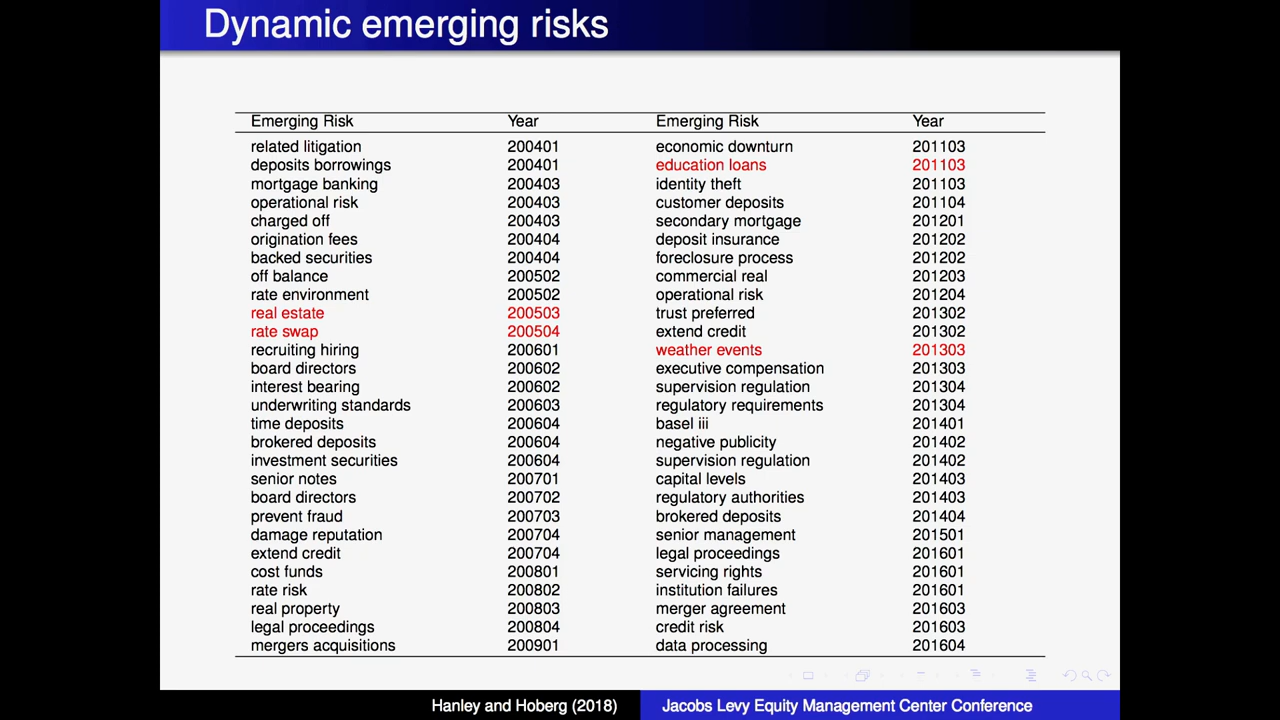 Dynamic emerging risks
Emerging Risk Year Emerging Risk Year
related litigation 200401 economic downturn 201103
deposits borrowings 200401 education loans 201103
mortgage banking 200403 identity theft 201103
operational risk 200403 customer deposits 201104
charged off 200403 secondary mortgage 201201
origination fees 200404 deposit insurance 201202
backed securities 200404 foreclosure process 201202
off balance 200502 commercial real 201203
rate environment 200502 operational risk 201204
real estate 200503 trust preferred 201302
rate swap 200504 extend credit 201302
recruiting hiring 200601 weather events 201303
board directors 200602 executive compensation 201303
interest bearing 200602 supervision regulation 201304
underwriting standards 200603 regulatory requirements 201304
time deposits 200604 basel iii 201401
brokered deposits 200604 negative publicity 201402
investment securities 200604 supervision regulation 201402
senior notes 200701 capital levels 201403
board directors 200702 regulatory authorities 201403
prevent fraud 200703 brokered deposits 201404
damage reputation 200704 senior management 201501
extend credit 200704 legal proceedings 201601
cost funds 200801 servicing rights 201601
rate risk 200802 institution failures 201601
real property 200803 merger agreement 201603
legal proceedings 200804 credit risk 201603
mergers acquisitions 200901 data processing 201604
Hanley and Hoberg (2018) Jacobs Levy Equity Management Center Conference